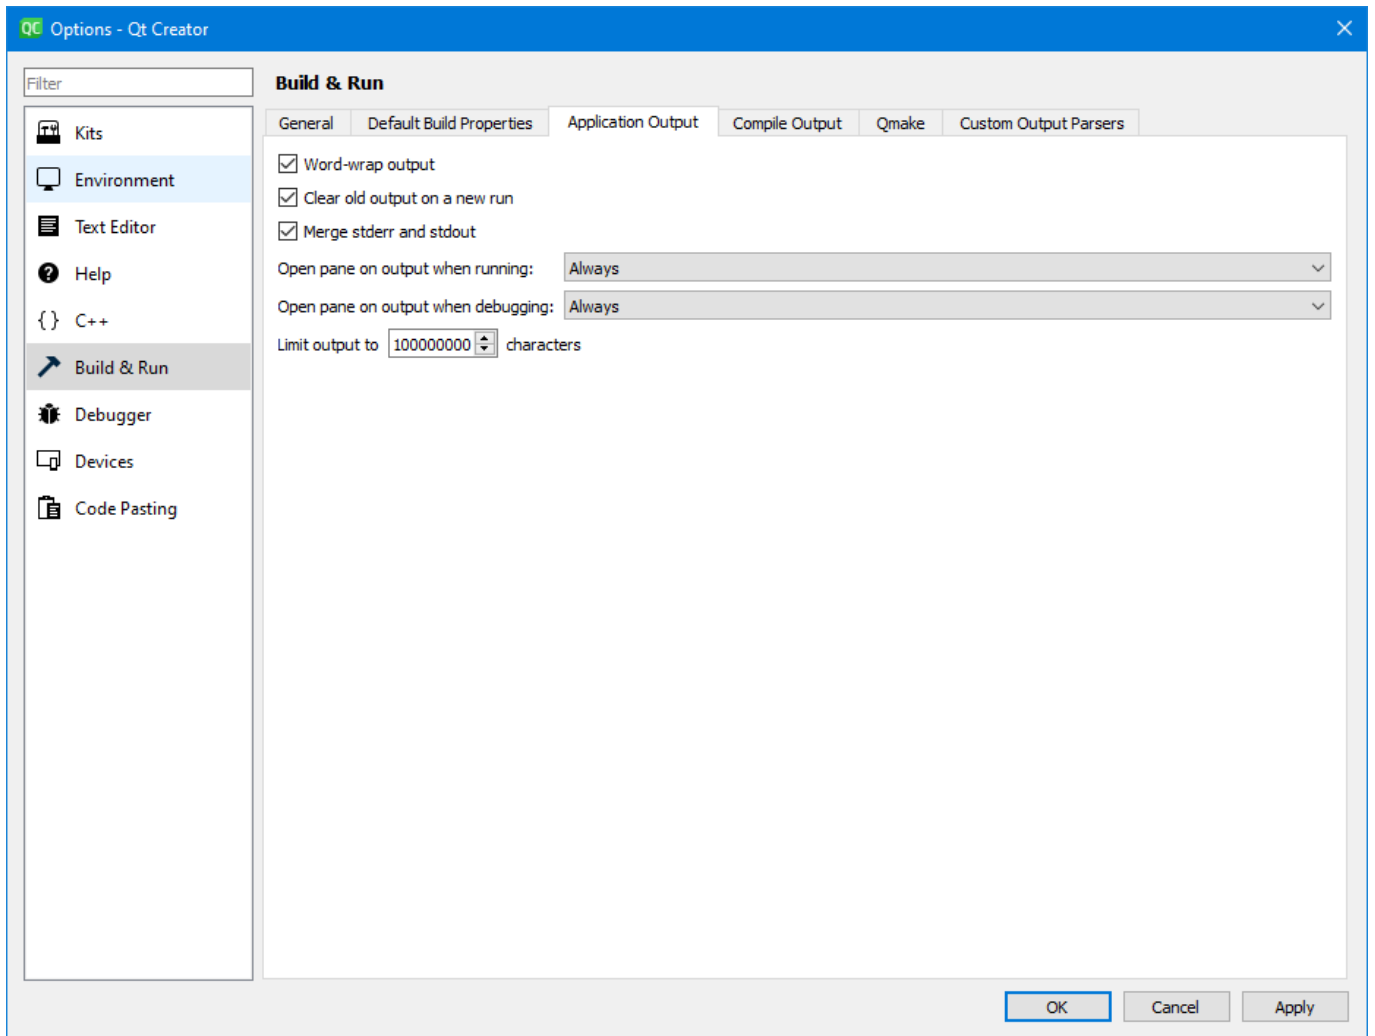 QC Options - Qt Creator
Filter
Kits
Environment
Text Editor
Help
{} C++
Build & Run
Debugger
Devices
Code Pasting
Build & Run
General Default Build Properties Application Output Compile Output Qmake Custom Output Parsers
Word-wrap output
Clear old output on a new run
Merge stderr and stdout
Open pane on output when running: Always
Open pane on output when debugging: Always
Limit output to 100000000 characters
OK Cancel Apply